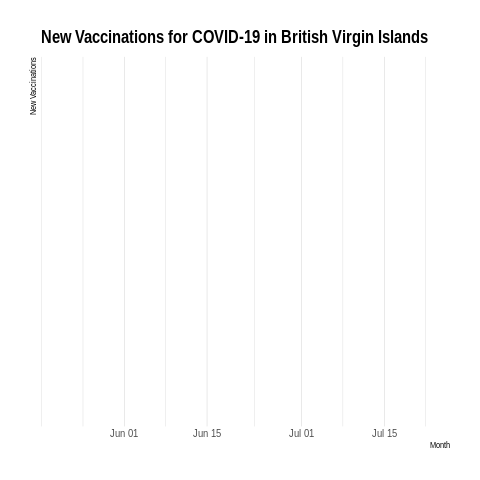 New Vaccinations for COVID-19 in British Virgin Islands
New Vaccinations
Jun 01
Jun 15
Jul 01
Jul 15
Month